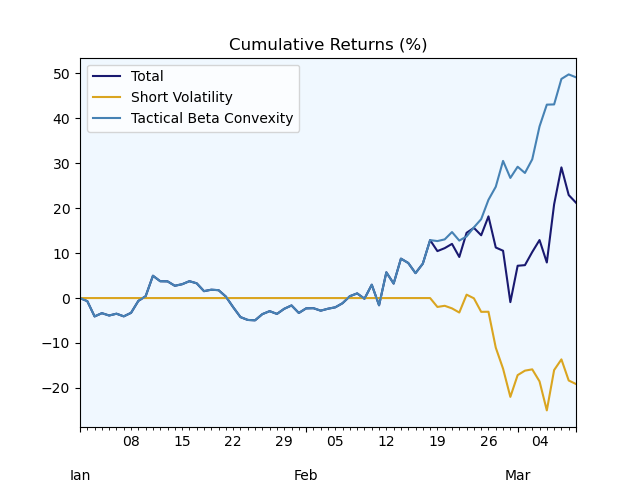 Cumulative Returns (%)
Total
Short Volatility
Tactical Beta Convexity
50
40
30
20
10
0
−10
−20
08 15 22 29 05 12 19 26 04
Jan Feb Mar